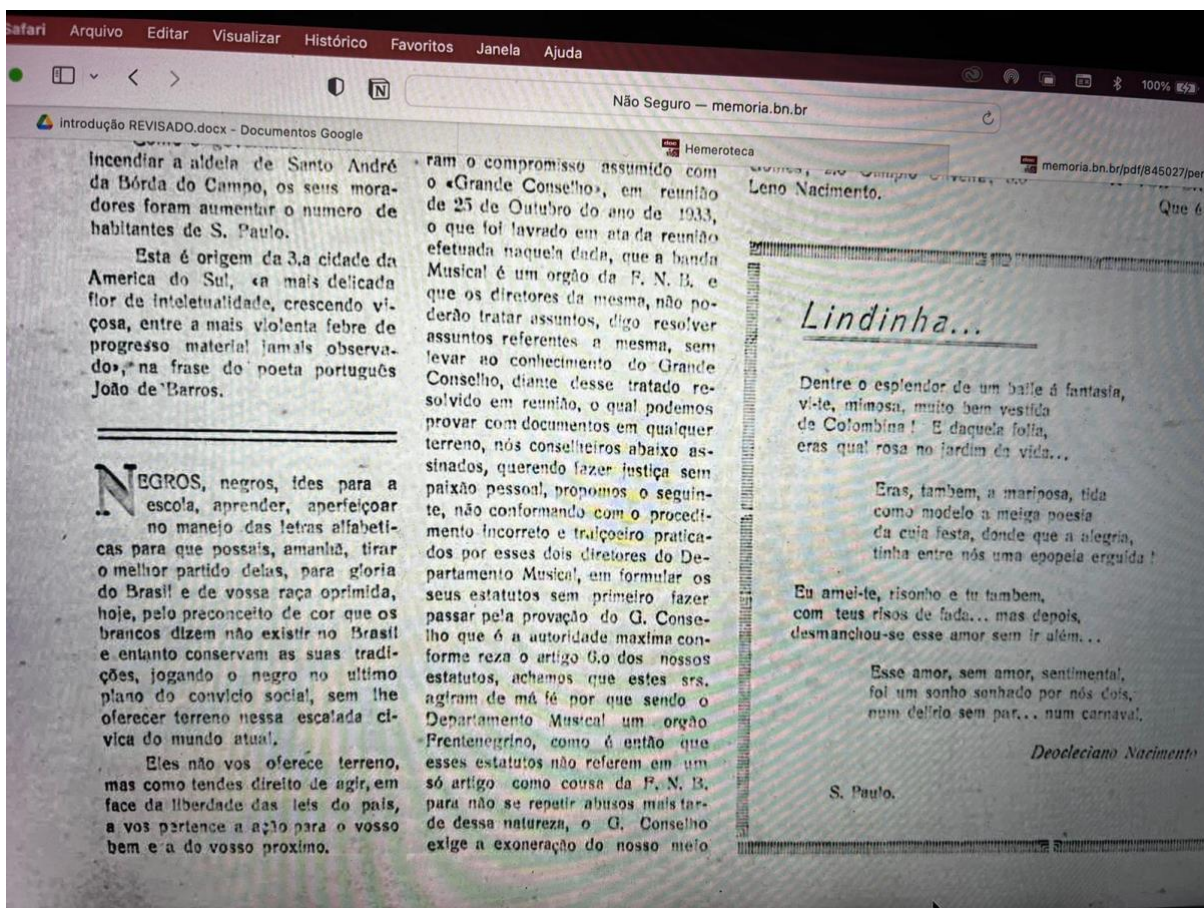 Safari Arquivo Editar Visualizar Histórico Favoritos Janela Ajuda
100%
Não Seguro — memoria.bn.br
introdução REVISADO.docx - Documentos Google
Hemeroteca
memoria.bn.br/pdf/845027/per
incendiar a aldeia de Santo André
da Bórda do Campo, os seus mora-
dores foram aumentar o numero de
habitantes de S. Paulo.
Esta é origem da 3.a cidade da
America do Sul, «a mais delicada
flor de inteletualidade, crescendo vi-
çosa, entre a mais violenta febre de
progresso material jamais observa-
do», na frase do poeta português
João de Barros.
NEGROS, negros, ides para a
escola, aprender, aperfeiçoar
no manejo das letras alfabeti-
cas para que possais, amanhã, tirar
o melhor partido delas, para gloria
do Brasil e de vossa raça oprimida,
hoje, pelo preconceito de cor que os
brancos dizem não existir no Brasil
e entanto conservam as suas tradi-
ções, jogando o negro no ultimo
plano do convicio social, sem lhe
oferecer terreno nessa escalada ci-
vica do mundo atual.
Eles não vos oferece terreno,
mas como tendes direito de agir, em
face da liberdade das leis do país,
a vos pertence a ação para o vosso
bem e a do vosso proximo.
ram o compromisso assumido com
o «Grande Conselho», em reunião
de 25 de Outubro do ano de 1933,
o que foi lavrado em ata da reunião
efetuada naquela dada, que a banda
Musical é um orgão da F. N. B. e
que os diretores da mesma, não po-
derão tratar assuntos, digo resolver
assuntos referentes a mesma, sem
levar ao conhecimento do Grande
Conselho, diante desse tratado re-
solvido em reunião, o qual podemos
provar com documentos em qualquer
terreno, nós conselheiros abaixo as-
sinados, querendo fazer justiça sem
paixão pessoal, propomos o seguin-
te, não conformando com o procedi-
mento incorreto e traiçoeiro pratica-
dos por esses dois diretores do De-
partamento Musical, em formular os
seus estatutos sem primeiro fazer
passar pela provação do G. Conse-
lho que é a autoridade maxima con-
forme reza o artigo 6.o dos nossos
estatutos, achamos que estes srs.
agiram de má fé por que sendo o
Departamento Musical um orgão
Frentenegrino, como é então que
esses estatutos não referem em um
só artigo como cousa da F. N. B.
para não se repetir abusos mais tar-
de dessa natureza, o G. Conselho
exige a exoneração do nosso meio
Leno Nacimento.
Que é
Lindinha...
Dentre o esplendor de um baile á fantasia,
vi-te, mimosa, muito bem vestida
de Colombina ! E daquela folia,
eras qual rosa no jardim da vida...
Eras, tambem, a mariposa, tida
como modelo a meiga poesia
da cuja festa, donde que a alegria,
tinha entre nós uma epopeia erguida !
Eu amei-te, risonho e tu tambem,
com teus risos de fada... mas depois,
desmanchou-se esse amor sem ir além...
Esse amor, sem amor, sentimental,
foi um sonho sonhado por nós dois,
num delirio sem par... num carnaval.
Deocleciano Nacimento
S. Paulo.